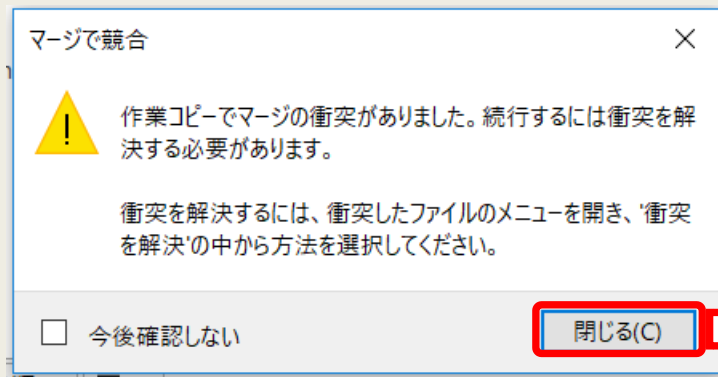 マージで競合
作業コピーでマージの衝突がありました。続行するには衝突を解
決する必要があります。
衝突を解決するには、衝突したファイルのメニューを開き、'衝突
を解決'の中から方法を選択してください。
今後確認しない
閉じる(C)